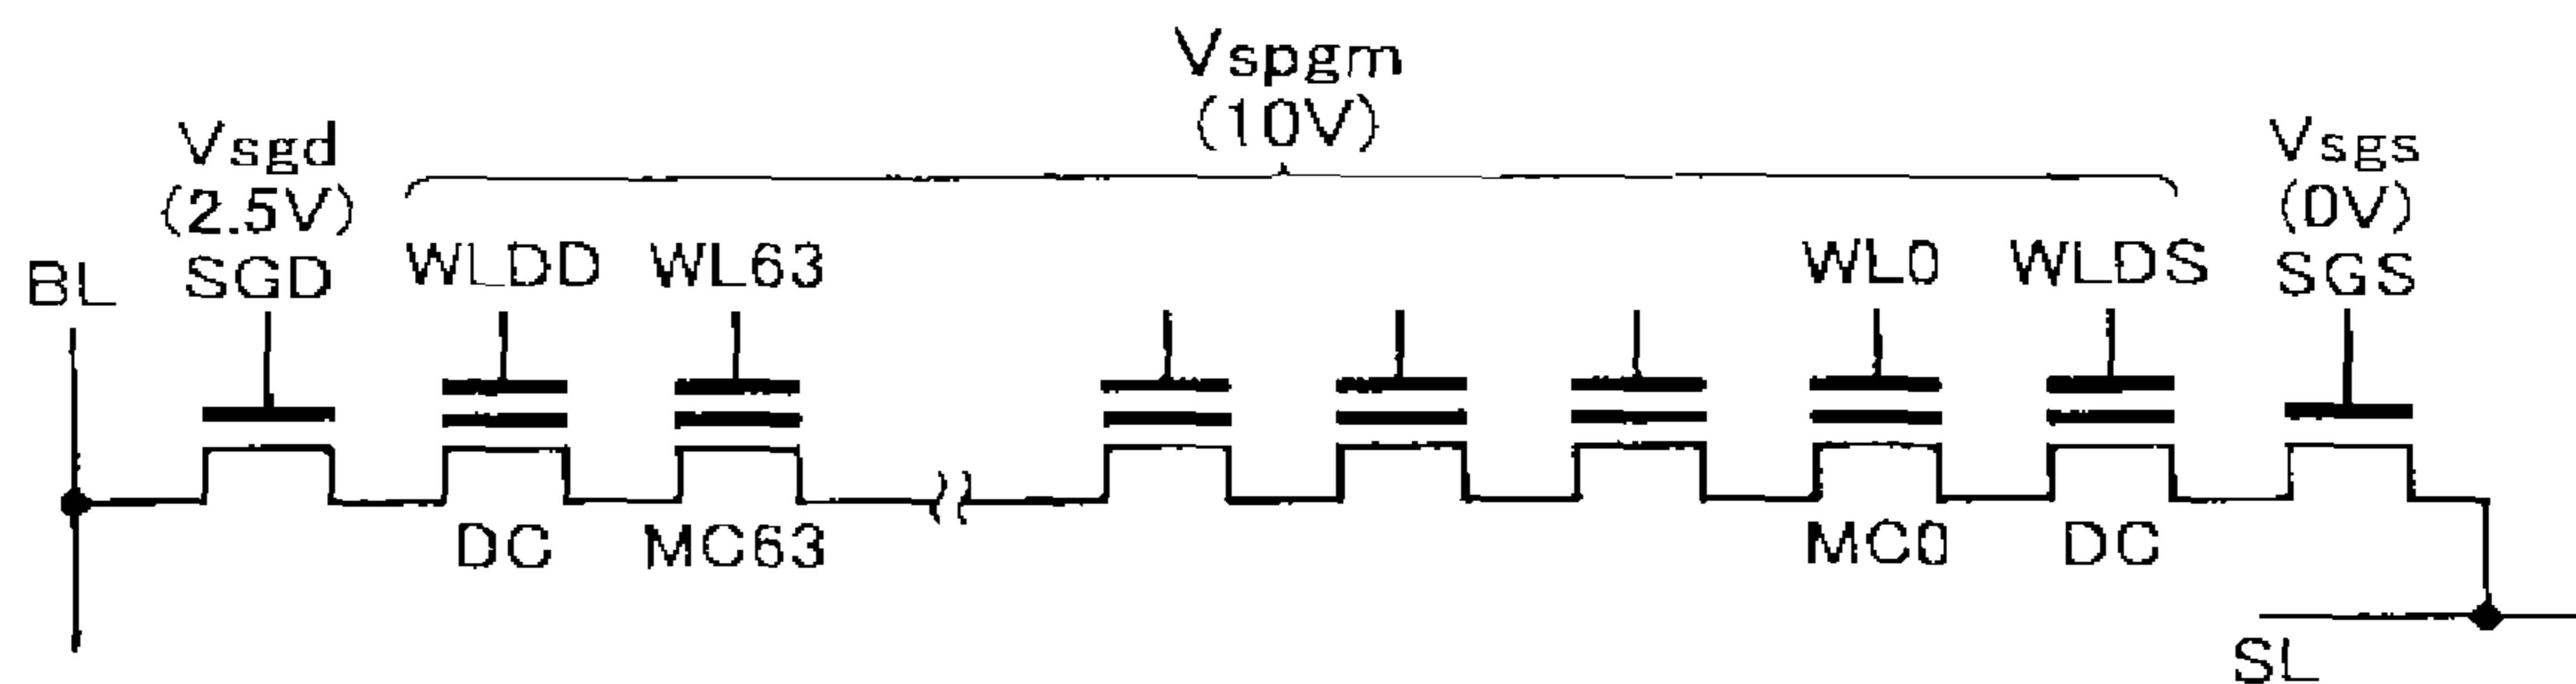 Vspgm
(10V)
Vsgd
(2.5V)
Vsgs
(0V)
BL SGD WLDD WL63 WL0 WLDS SGS
DC MC63 MC0 DC
SL